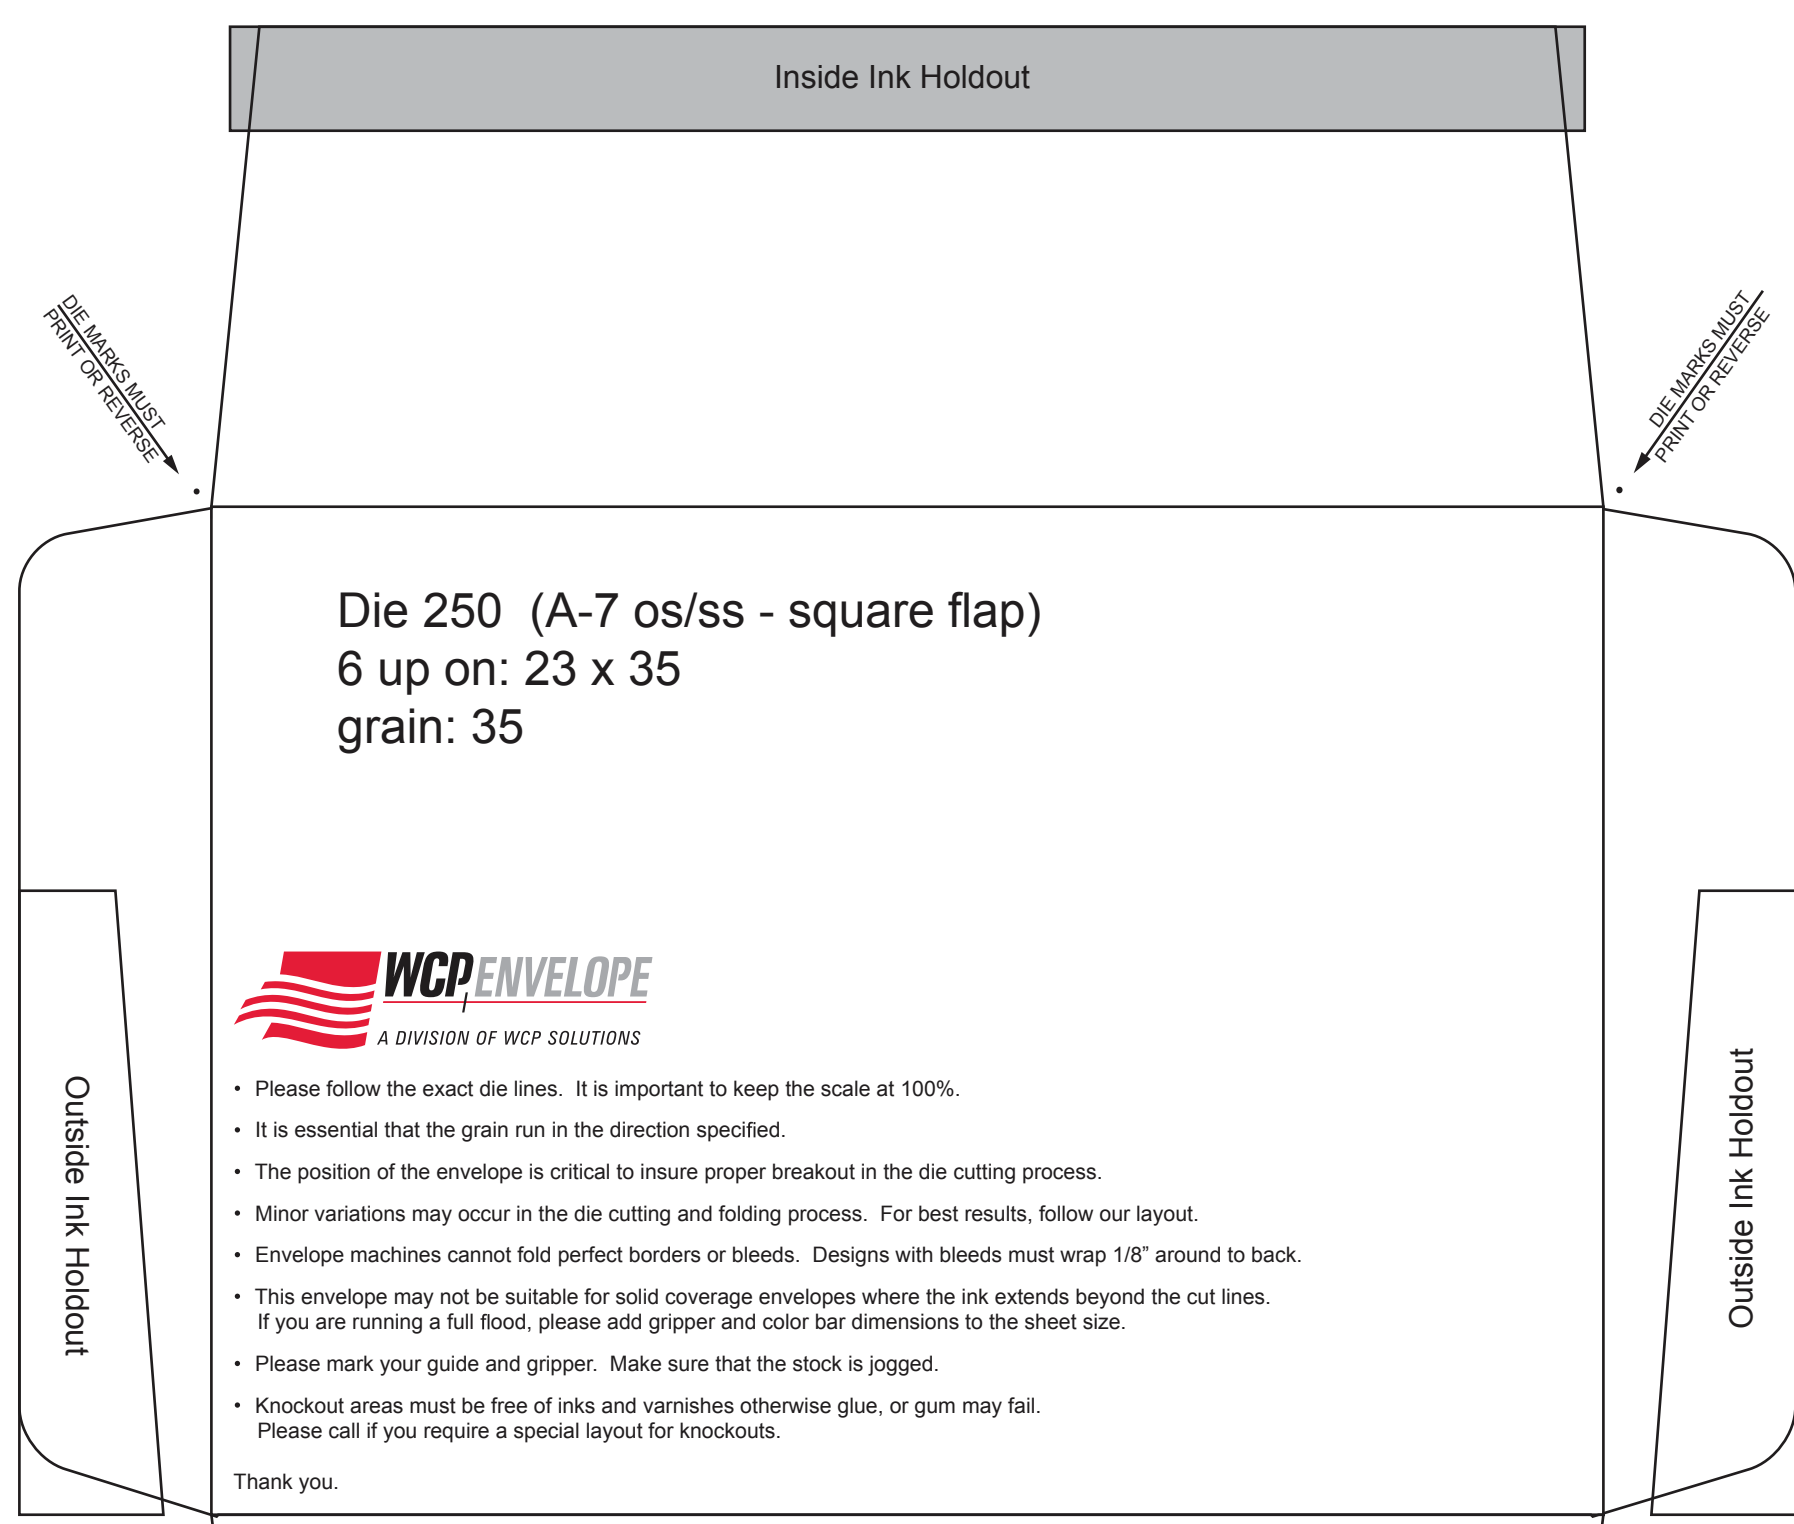 Inside Ink Holdout
DIE MARKS MUST
PRINT OR REVERSE
DIE MARKS MUST
PRINT OR REVERSE
Die 250  (A-7 os/ss - square flap)
6 up on: 23 x 35
grain: 35
WCP ENVELOPE
A DIVISION OF WCP SOLUTIONS
• Please follow the exact die lines.  It is important to keep the scale at 100%.
• It is essential that the grain run in the direction specified.
• The position of the envelope is critical to insure proper breakout in the die cutting process.
• Minor variations may occur in the die cutting and folding process.  For best results, follow our layout.
• Envelope machines cannot fold perfect borders or bleeds.  Designs with bleeds must wrap 1/8” around to back.
• This envelope may not be suitable for solid coverage envelopes where the ink extends beyond the cut lines.
If you are running a full flood, please add gripper and color bar dimensions to the sheet size.
• Please mark your guide and gripper.  Make sure that the stock is jogged.
• Knockout areas must be free of inks and varnishes otherwise glue, or gum may fail.
Please call if you require a special layout for knockouts.
Thank you.
Outside Ink Holdout
Outside Ink Holdout